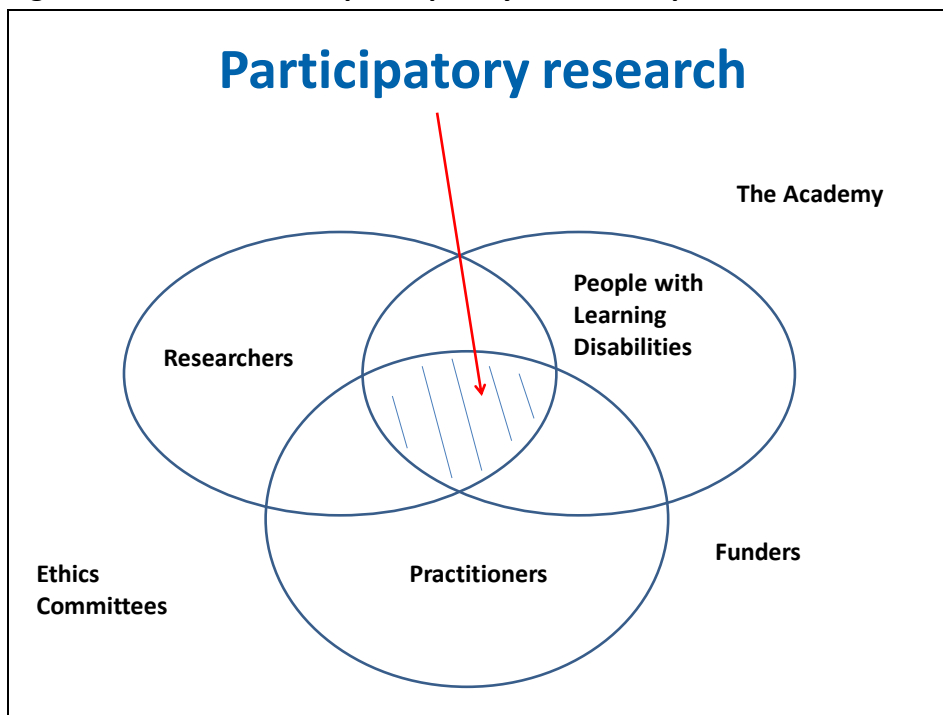 Participatory research
The Academy
People with
Learning
Disabilities
Researchers
Funders
Practitioners
Ethics
Committees